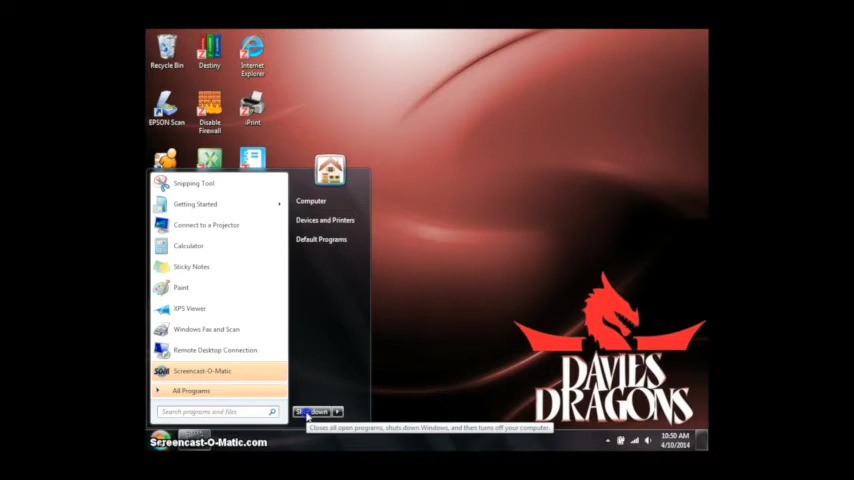 Recycle Bin
Destiny
Internet
Explorer
EPSON Scan
Disable
Firewall
iPrint
Snipping Tool
Getting Started
Connect to a Projector
Calculator
Sticky Notes
Paint
XPS Viewer
Windows Fax and Scan
Remote Desktop Connection
Screencast-O-Matic
All Programs
Search programs and files
Computer
Devices and Printers
Default Programs
Shut down
Closes all open programs, shuts down Windows, and then turns off your computer.
DAVIES
DRAGONS
Screencast-O-Matic.com
10:50 AM
4/10/2014